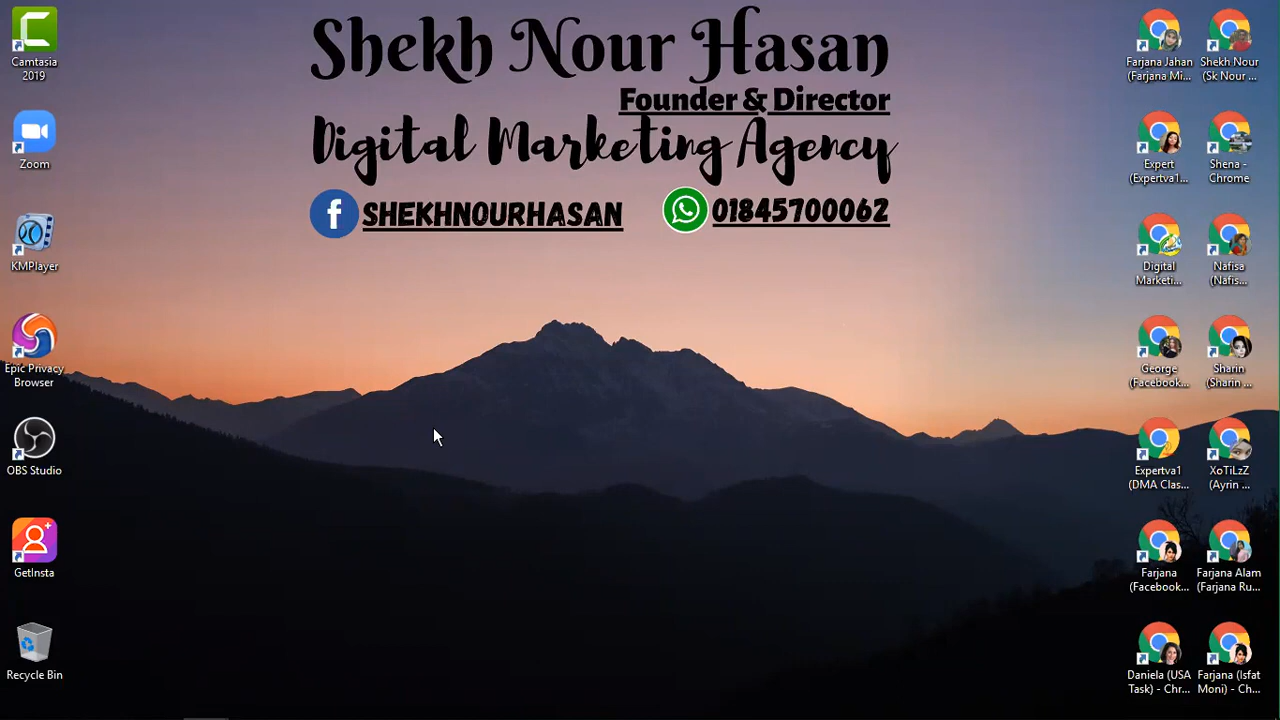 Shekh Nour Hasan
Founder & Director
Digital Marketing Agency
f SHEKHNOURHASAN
01845700062
Camtasia
2019
Zoom
KMPlayer
Epic Privacy
Browser
OBS Studio
GetInsta
Recycle Bin
Farjana Jahan
(Farjana Mi...
Shekh Nour
(Sk Nour ...
Expert
(Expertva1...
Shena -
Chrome
Digital
Marketi...
Nafisa
(Nafis...
George
(Facebook...
Sharin
(Sharin ...
Expertva1
(DMA Clas...
XoTiLzZ
(Ayrin ...
Farjana
(Facebook...
Farjana Alam
(Farjana Ru...
Daniela (USA
Task) - Chr...
Farjana (Isfat
Moni) - Ch...